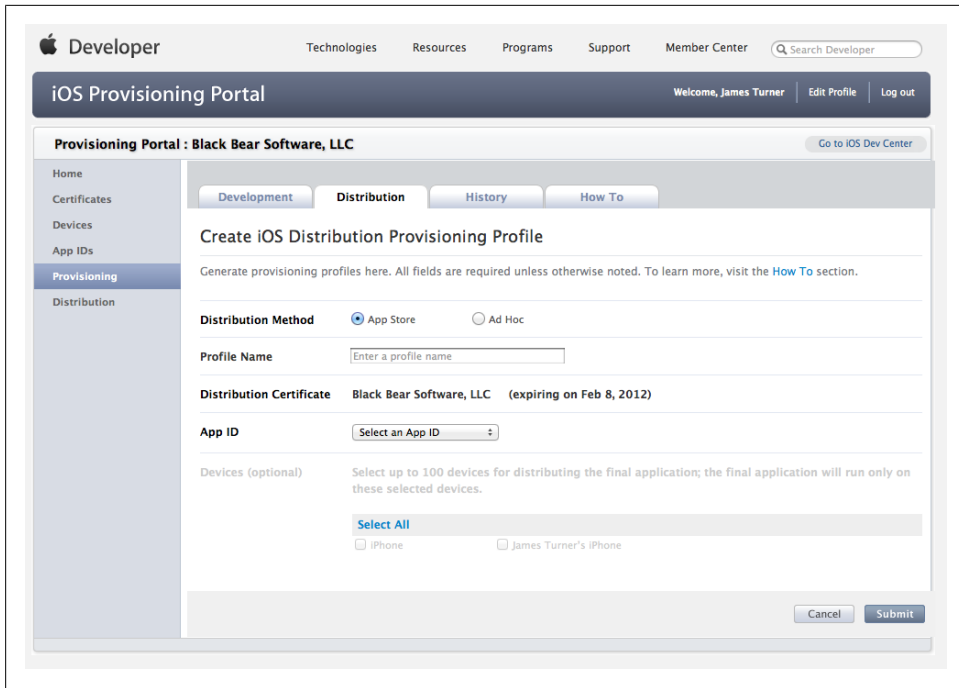 Developer
Technologies Resources Programs Support Member Center Search Developer
iOS Provisioning Portal
Welcome, James Turner Edit Profile Log out
Provisioning Portal : Black Bear Software, LLC
Go to iOS Dev Center
Home
Certificates
Devices
App IDs
Provisioning
Distribution
Development Distribution History How To
Create iOS Distribution Provisioning Profile
Generate provisioning profiles here. All fields are required unless otherwise noted. To learn more, visit the How To section.
Distribution Method App Store Ad Hoc
Profile Name Enter a profile name
Distribution Certificate Black Bear Software, LLC (expiring on Feb 8, 2012)
App ID Select an App ID
Devices (optional) Select up to 100 devices for distributing the final application; the final application will run only on
these selected devices.
Select All
iPhone James Turner's iPhone
Cancel Submit